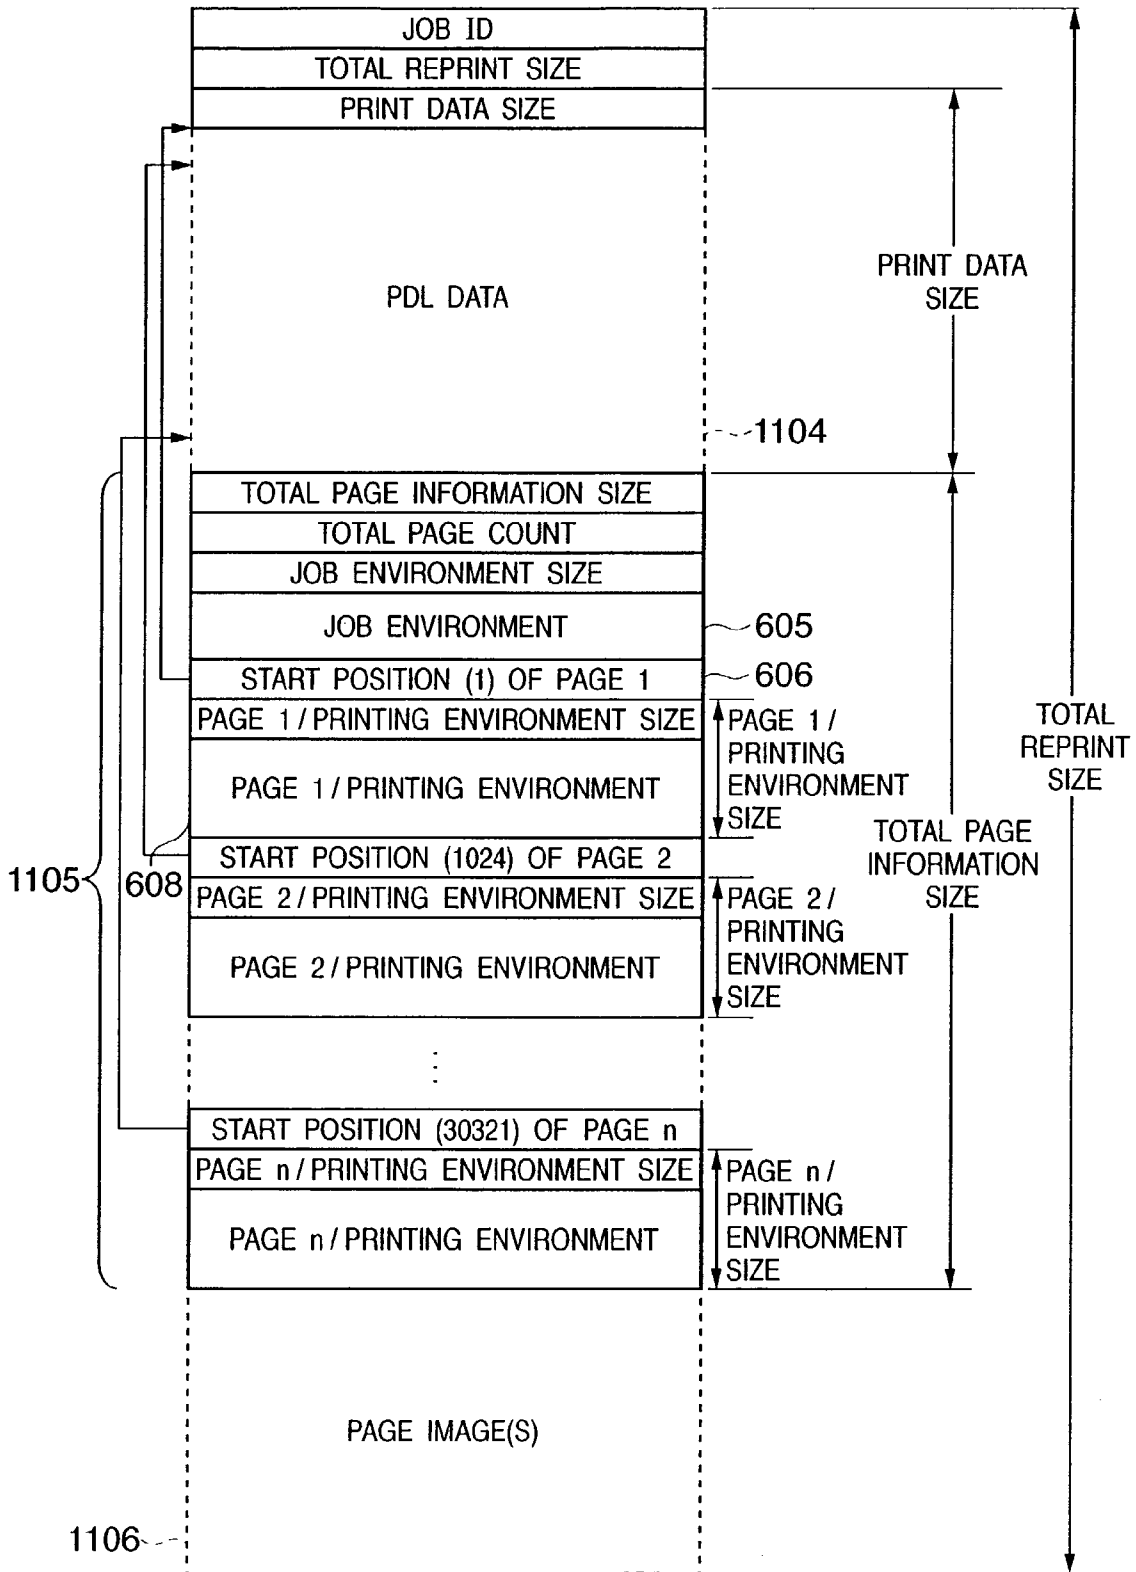 JOB ID
TOTAL REPRINT SIZE
PRINT DATA SIZE
PDL DATA
PRINT DATA
SIZE
1104
TOTAL PAGE INFORMATION SIZE
TOTAL PAGE COUNT
JOB ENVIRONMENT SIZE
JOB ENVIRONMENT
605
START POSITION (1) OF PAGE 1
606
PAGE 1 / PRINTING ENVIRONMENT SIZE
PAGE 1 /
PRINTING
ENVIRONMENT
SIZE
PAGE 1 / PRINTING ENVIRONMENT
TOTAL
REPRINT
SIZE
1105
608
START POSITION (1024) OF PAGE 2
TOTAL PAGE
INFORMATION
SIZE
PAGE 2 / PRINTING ENVIRONMENT SIZE
PAGE 2 /
PRINTING
ENVIRONMENT
SIZE
PAGE 2 / PRINTING ENVIRONMENT
⋮
START POSITION (30321) OF PAGE n
PAGE n / PRINTING ENVIRONMENT SIZE
PAGE n /
PRINTING
ENVIRONMENT
SIZE
PAGE n / PRINTING ENVIRONMENT
PAGE IMAGE(S)
1106